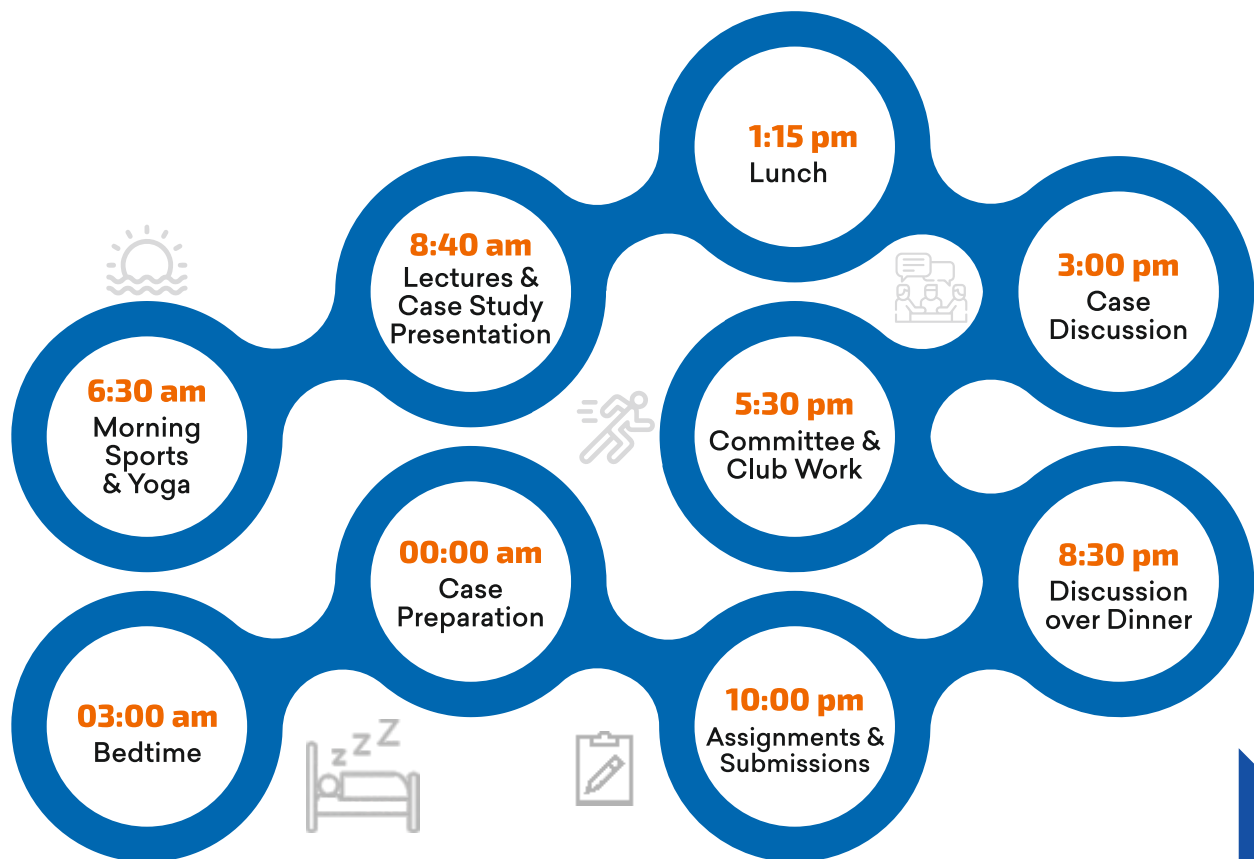 6:30 am
Morning
Sports
& Yoga
8:40 am
Lectures &
Case Study
Presentation
1:15 pm
Lunch
3:00 pm
Case
Discussion
5:30 pm
Committee &
Club Work
8:30 pm
Discussion
over Dinner
10:00 pm
Assignments &
Submissions
00:00 am
Case
Preparation
03:00 am
Bedtime
z z Z